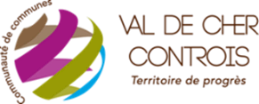 Communauté de communes
VAL DE CHER
CONTROIS
Territoire de progrès